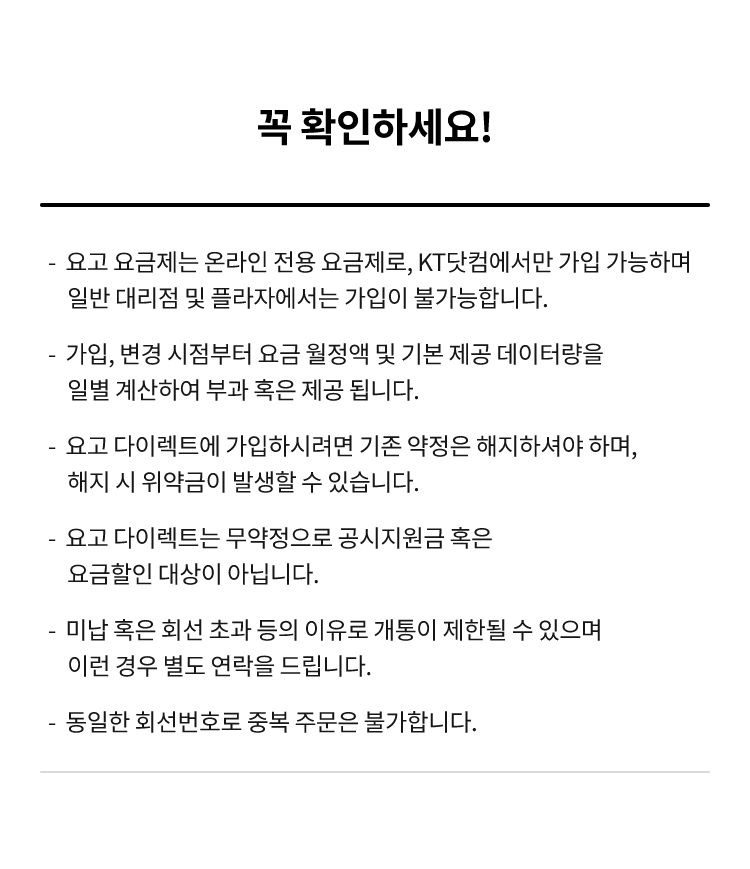 꼭 확인하세요!
- 요고 요금제는 온라인 전용 요금제로, KT닷컴에서만 가입 가능하며
일반 대리점 및 플라자에서는 가입이 불가능합니다.
- 가입, 변경 시점부터 요금 월정액 및 기본 제공 데이터량을
일별 계산하여 부과 혹은 제공 됩니다.
- 요고 다이렉트에 가입하시려면 기존 약정은 해지하셔야 하며,
해지 시 위약금이 발생할 수 있습니다.
- 요고 다이렉트는 무약정으로 공시지원금 혹은
요금할인 대상이 아닙니다.
- 미납 혹은 회선 초과 등의 이유로 개통이 제한될 수 있으며
이런 경우 별도 연락을 드립니다.
- 동일한 회선번호로 중복 주문은 불가합니다.